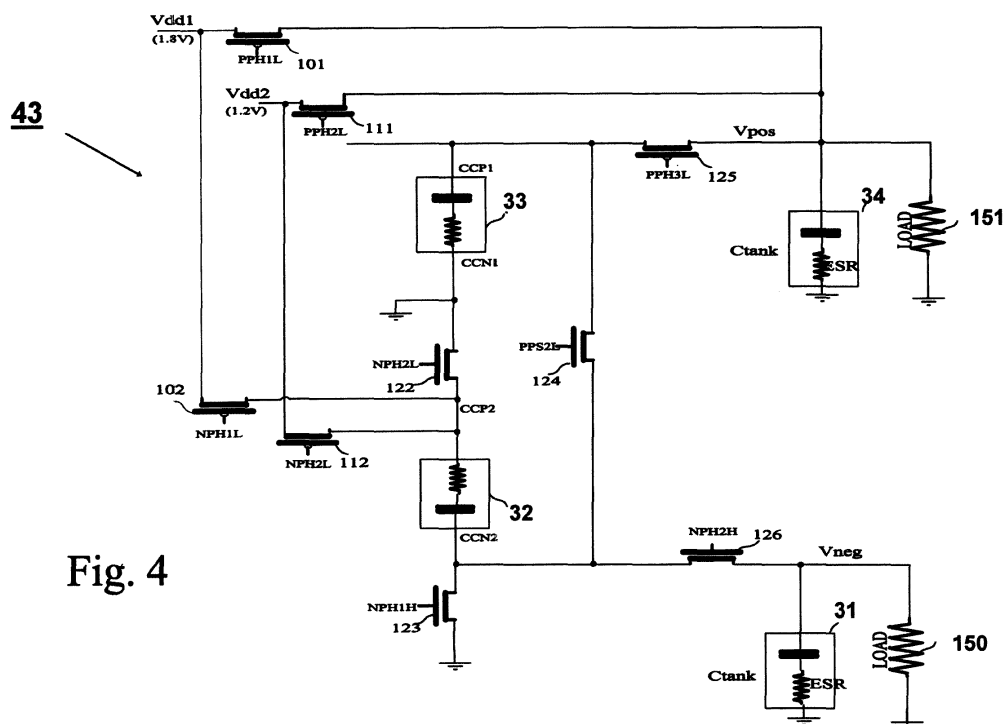 Vdd1
(1.8V)
PPH1L
101
43
Vdd2
(1.2V)
PPH2L
111
Vpos
CCP1
PPH3L
125
33
34
151
LOAD
Ctank
ESR
CCN1
PPS2L
124
NPH2L
122
102
CCP2
NPH1L
NPH2L
112
32
CCN2
NPH2H
126
Vneg
Fig. 4
NPH1H
123
31
150
LOAD
Ctank
ESR